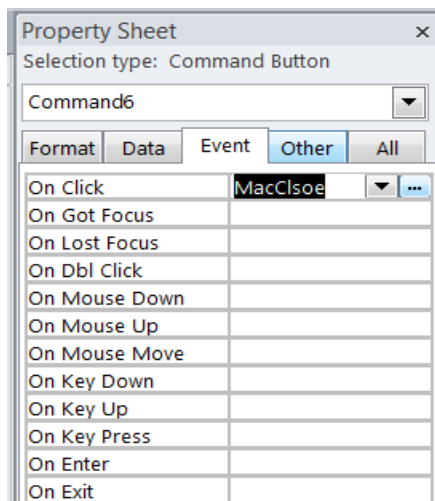 Property Sheet ×
Selection type: Command Button
Command6
Format Data Event Other All
On Click MacClsoe ...
On Got Focus
On Lost Focus
On Dbl Click
On Mouse Down
On Mouse Up
On Mouse Move
On Key Down
On Key Up
On Key Press
On Enter
On Exit